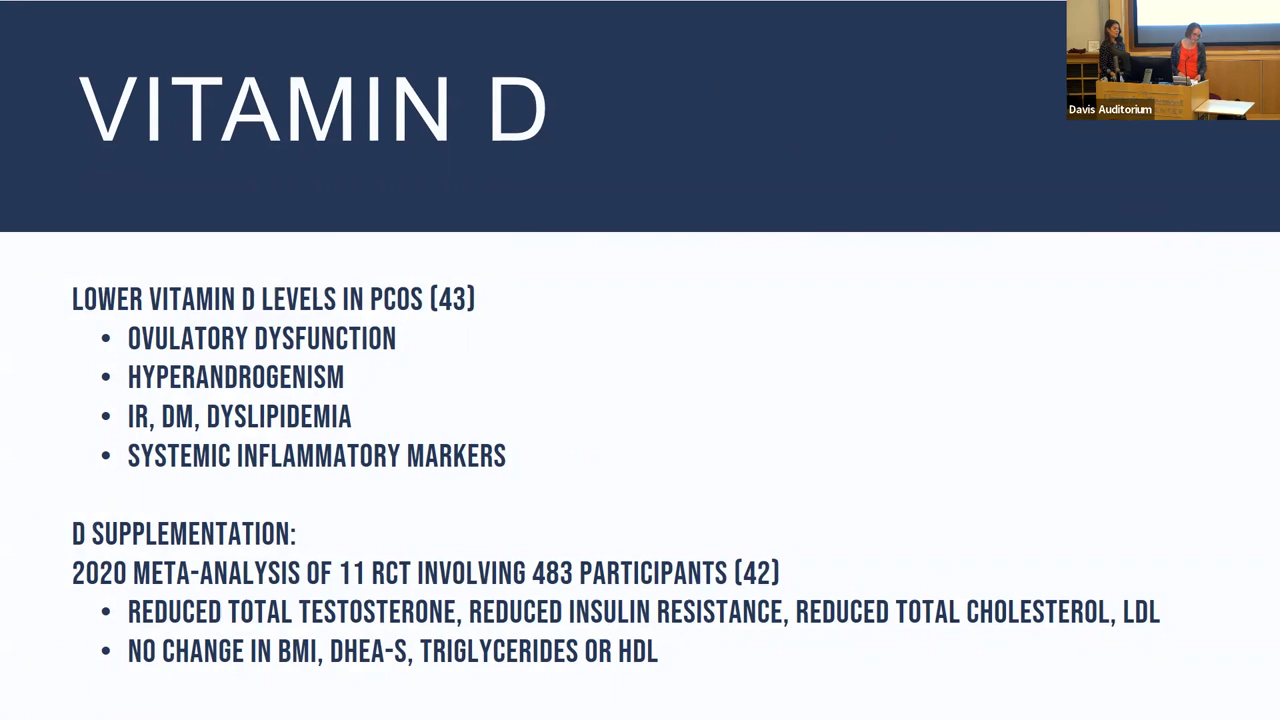 VITAMIN D
Davis Auditorium
LOWER VITAMIN D LEVELS IN PCOS (43)
• OVULATORY DYSFUNCTION
• HYPERANDROGENISM
• IR, DM, DYSLIPIDEMIA
• SYSTEMIC INFLAMMATORY MARKERS
D SUPPLEMENTATION:
2020 META-ANALYSIS OF 11 RCT INVOLVING 483 PARTICIPANTS (42)
• REDUCED TOTAL TESTOSTERONE, REDUCED INSULIN RESISTANCE, REDUCED TOTAL CHOLESTEROL, LDL
• NO CHANGE IN BMI, DHEA-S, TRIGLYCERIDES OR HDL